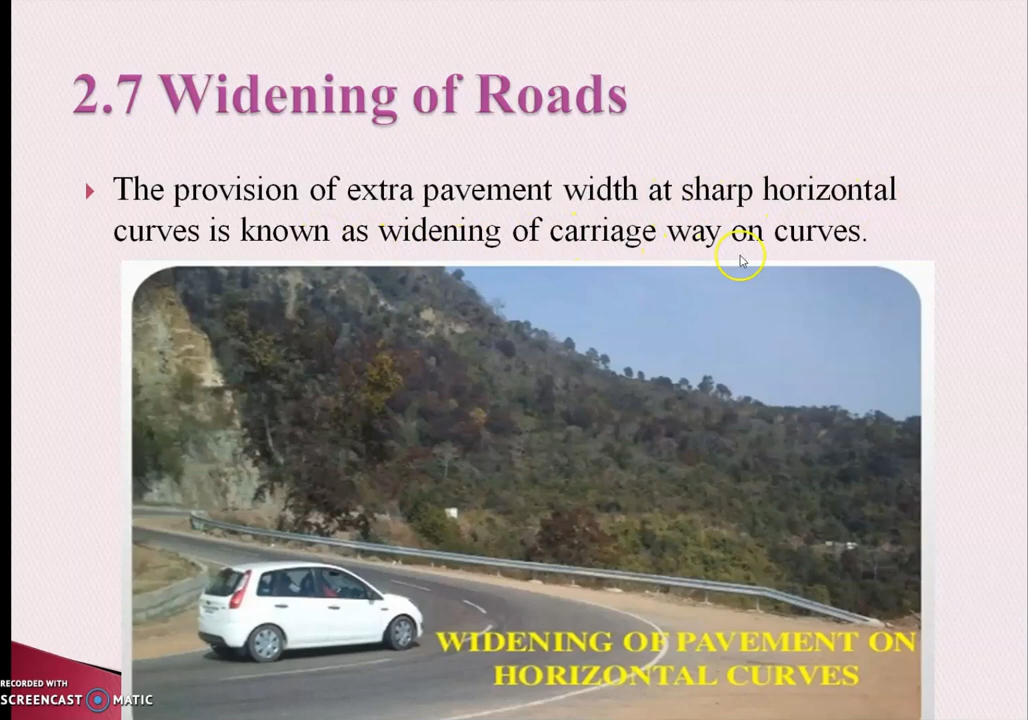 2.7 Widening of Roads
The provision of extra pavement width at sharp horizontal
curves is known as widening of carriage way on curves.
WIDENING OF PAVEMENT ON
HORIZONTAL CURVES
RECORDED WITH
SCREENCAST MATIC